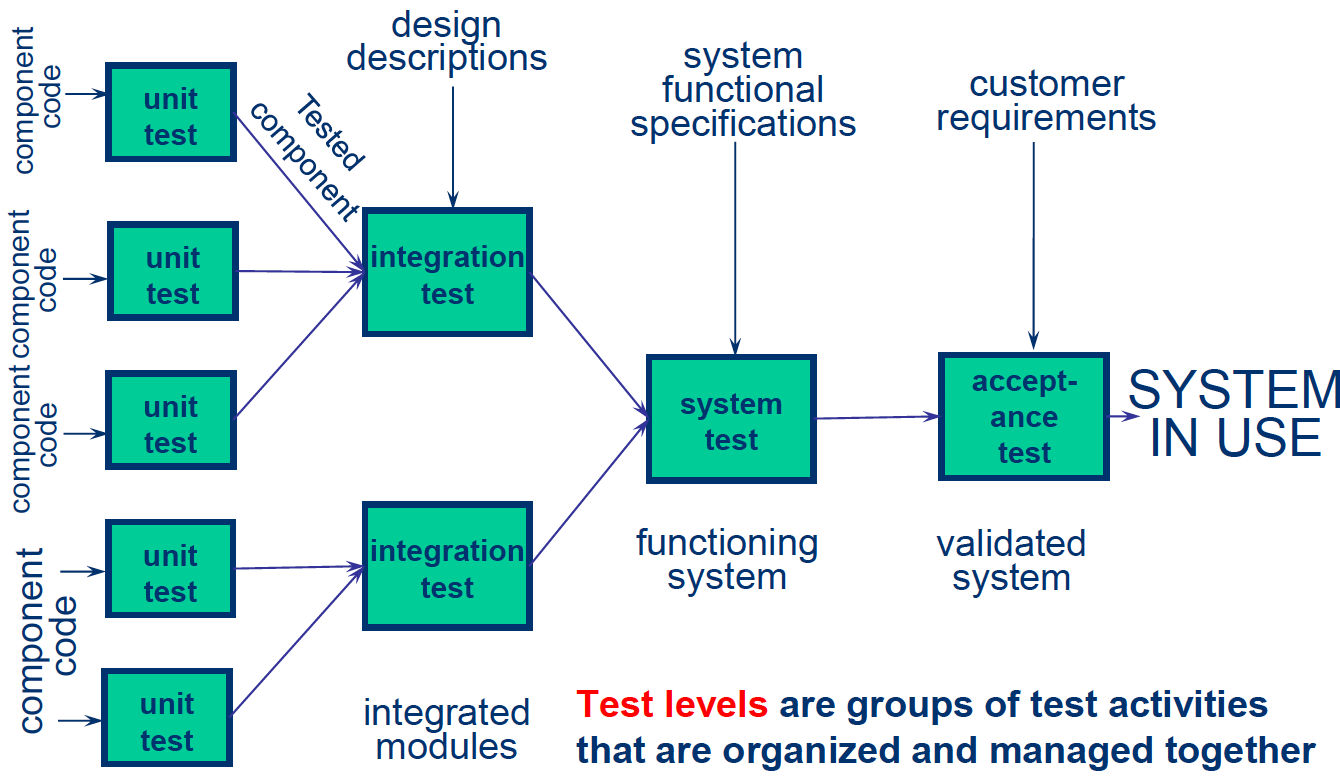 component
code
unit
test
Tested
component
design
descriptions
system
functional
specifications
customer
requirements
component
code
unit
test
integration
test
component
code
unit
test
system
test
accept-
ance
test
SYSTEM
IN USE
component
code
unit
test
integration
test
functioning
system
validated
system
unit
test
integrated
modules
Test levels are groups of test activities
that are organized and managed together